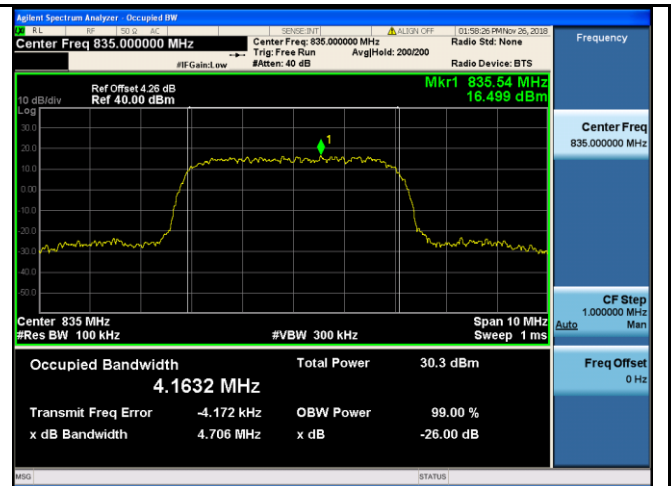 Agilent Spectrum Analyzer - Occupied BW
RL RF 50 Ω AC SENSE:INT ALIGN OFF 01:58:26 PM Nov 26, 2018
Center Freq 835.000000 MHz Center Freq: 835.000000 MHz Radio Std: None Frequency
Trig: Free Run Avg|Hold: 200/200
#IFGain:Low #Atten: 40 dB Radio Device: BTS
Ref Offset 4.26 dB Mkr1 835.54 MHz
10 dB/div Ref 40.00 dBm 16.499 dBm
Log
30.0
1
Center Freq
835.000000 MHz
20.0
10.0
0.00
-10.0
-20.0
-30.0
-40.0
-50.0
CF Step
1.000000 MHz
Auto Man
Center 835 MHz Span 10 MHz
#Res BW 100 kHz #VBW 300 kHz Sweep 1 ms
Occupied Bandwidth Total Power 30.3 dBm
4.1632 MHz
Freq Offset
0 Hz
Transmit Freq Error -4.172 kHz OBW Power 99.00 %
x dB Bandwidth 4.706 MHz x dB -26.00 dB
MSG STATUS